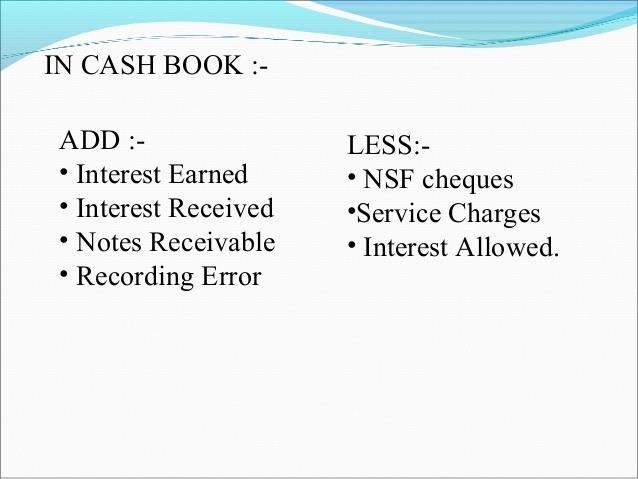 IN CASH BOOK :-
ADD :-
• Interest Earned
• Interest Received
• Notes Receivable
• Recording Error
LESS:-
• NSF cheques
•Service Charges
• Interest Allowed.